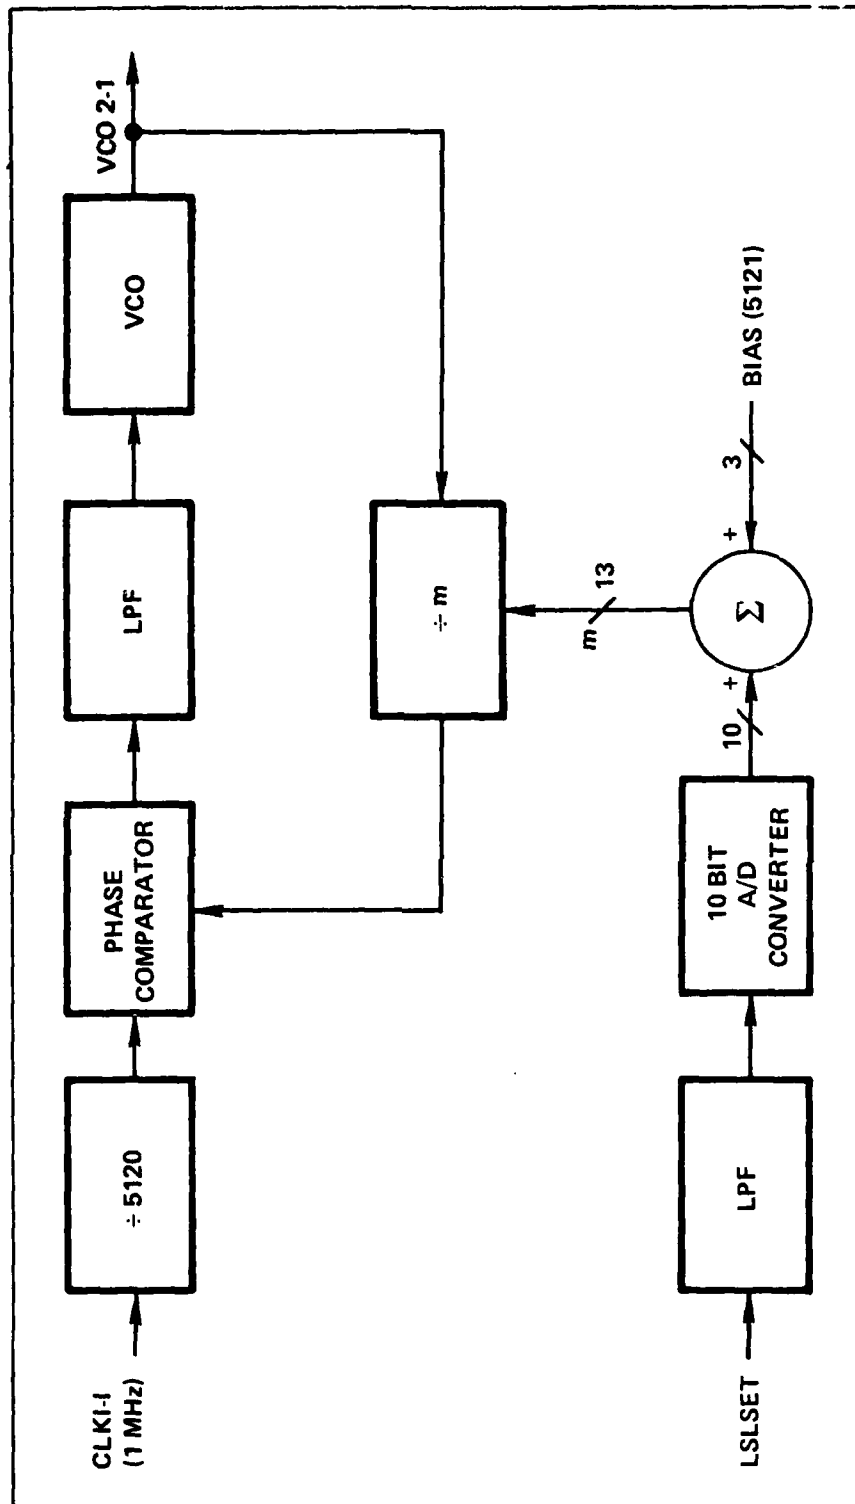 CLKI-I
(1 MHz)
÷ 5120
PHASE
COMPARATOR
LPF
VCO
VCO 2-1
÷ m
m
13
LSLSET
LPF
10 BIT
A/D
CONVERTER
10
+
Σ
+
3
BIAS (5121)